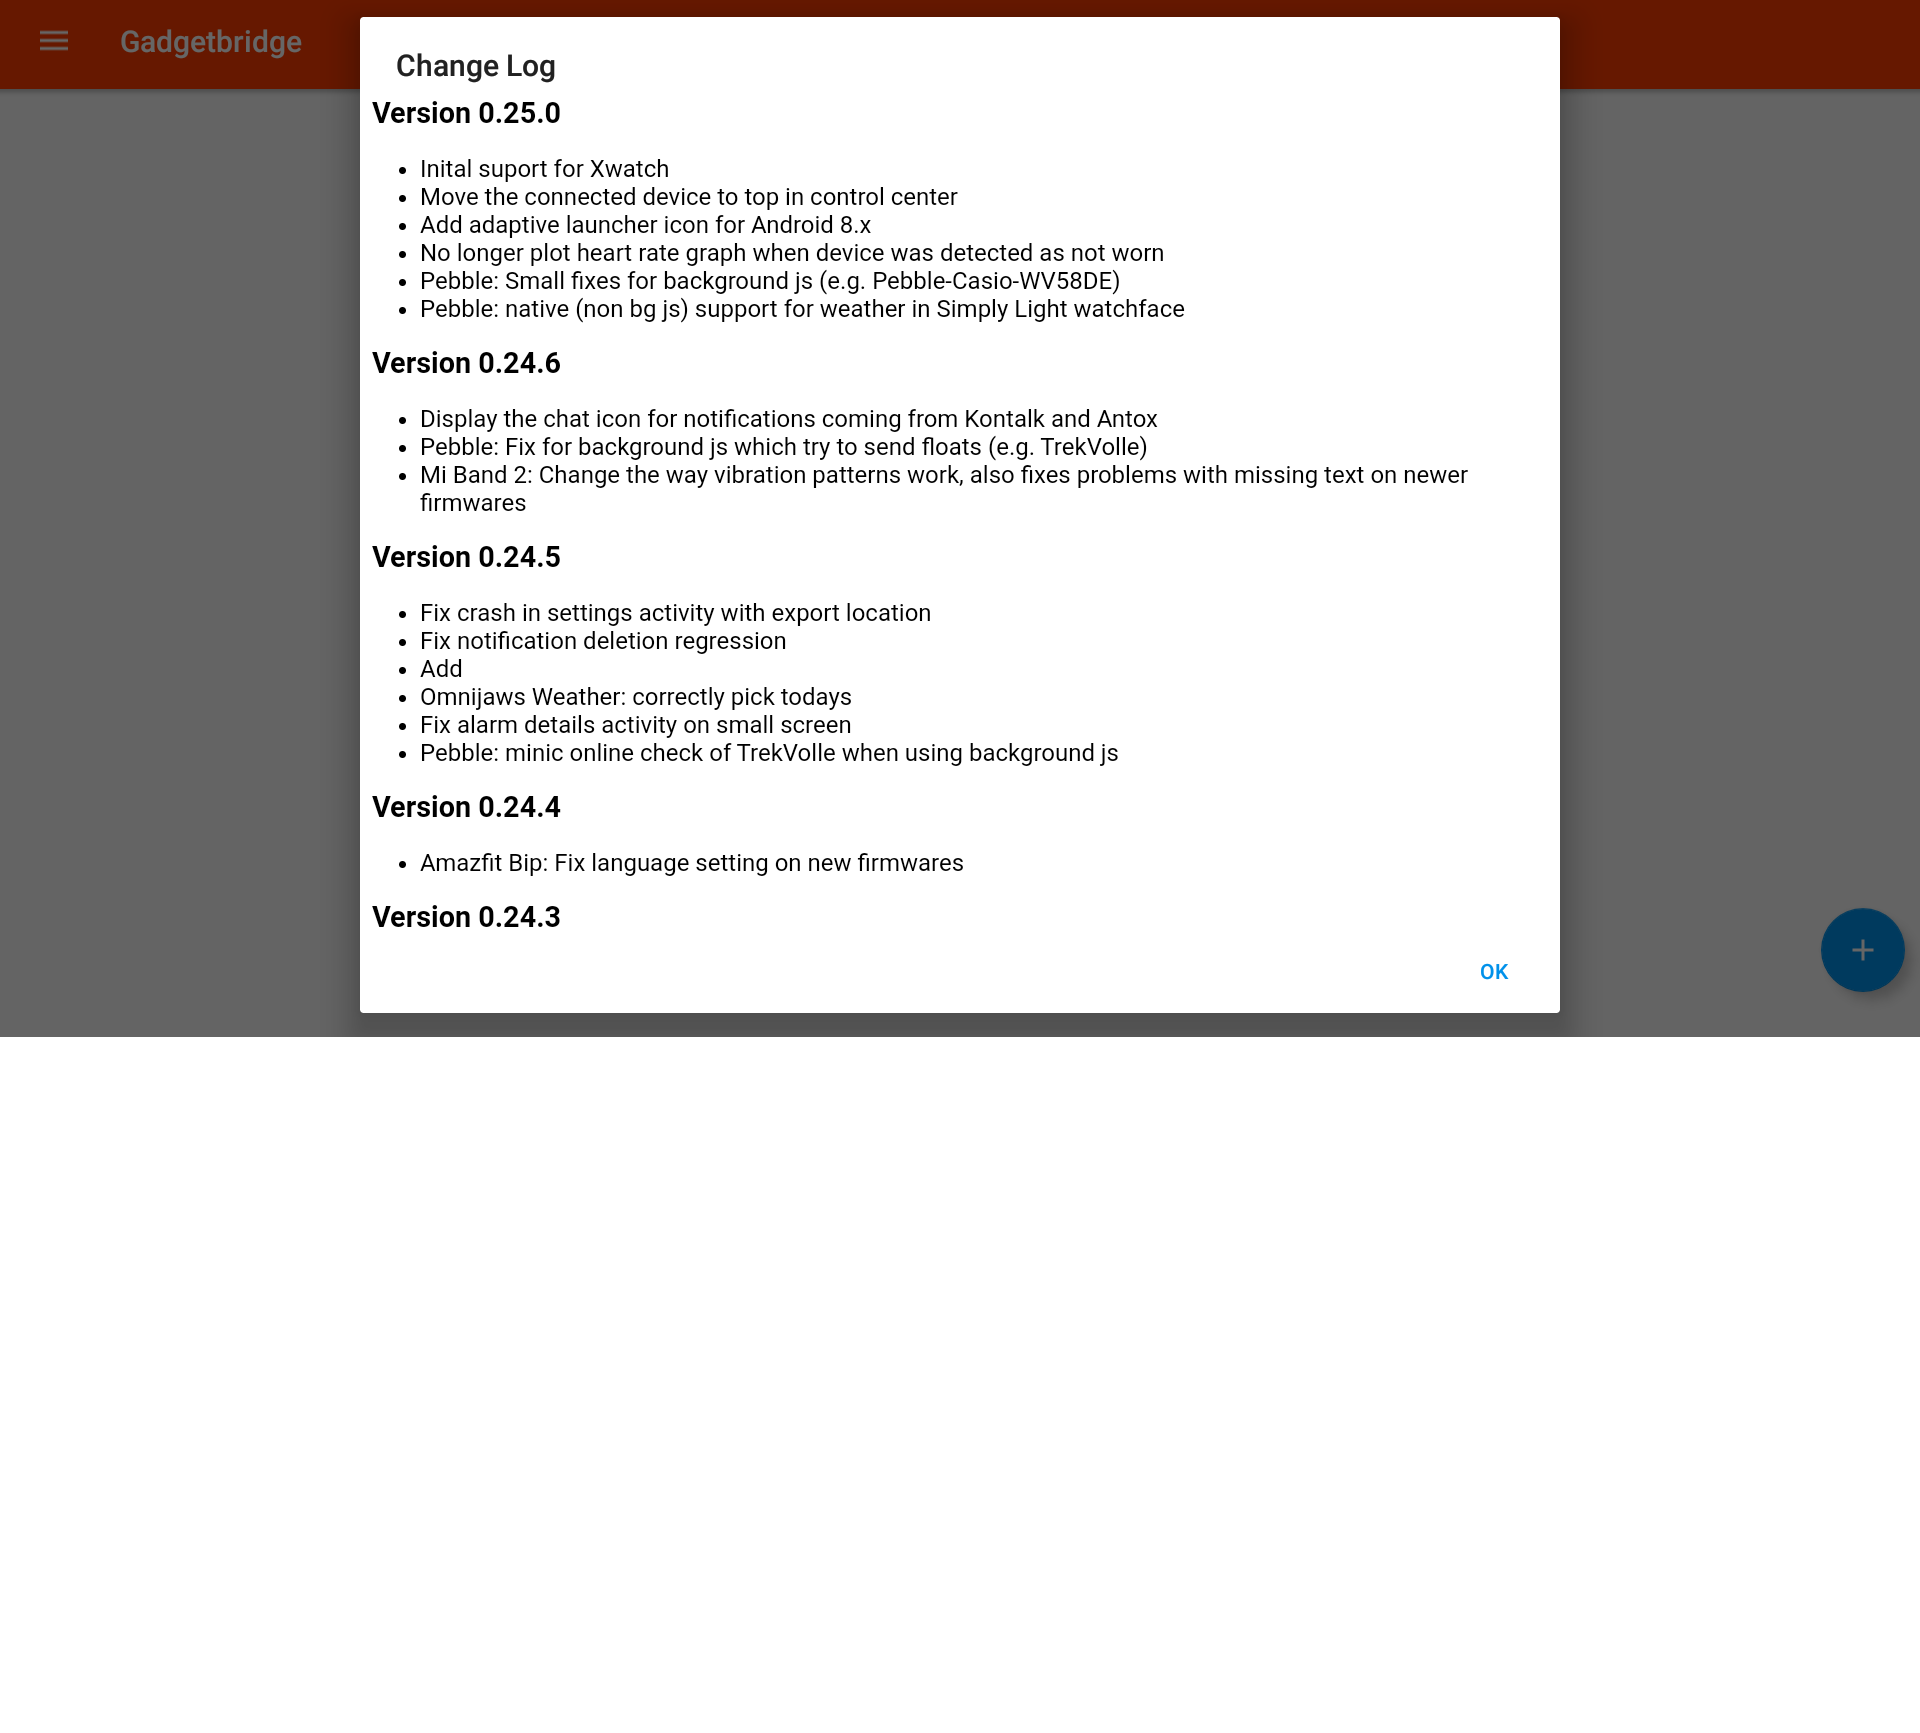 Gadgetbridge
Change Log
Version 0.25.0
• Inital suport for Xwatch
• Move the connected device to top in control center
• Add adaptive launcher icon for Android 8.x
• No longer plot heart rate graph when device was detected as not worn
• Pebble: Small fixes for background js (e.g. Pebble-Casio-WV58DE)
• Pebble: native (non bg js) support for weather in Simply Light watchface
Version 0.24.6
• Display the chat icon for notifications coming from Kontalk and Antox
• Pebble: Fix for background js which try to send floats (e.g. TrekVolle)
• Mi Band 2: Change the way vibration patterns work, also fixes problems with missing text on newer
firmwares
Version 0.24.5
• Fix crash in settings activity with export location
• Fix notification deletion regression
• Add
• Omnijaws Weather: correctly pick todays
• Fix alarm details activity on small screen
• Pebble: minic online check of TrekVolle when using background js
Version 0.24.4
• Amazfit Bip: Fix language setting on new firmwares
Version 0.24.3
OK